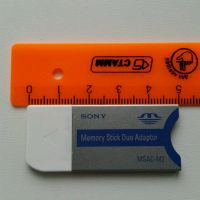 СТАММ
0 1 2 3 4 5
SONY
Memory Stick Duo Adaptor
MSAC-M2